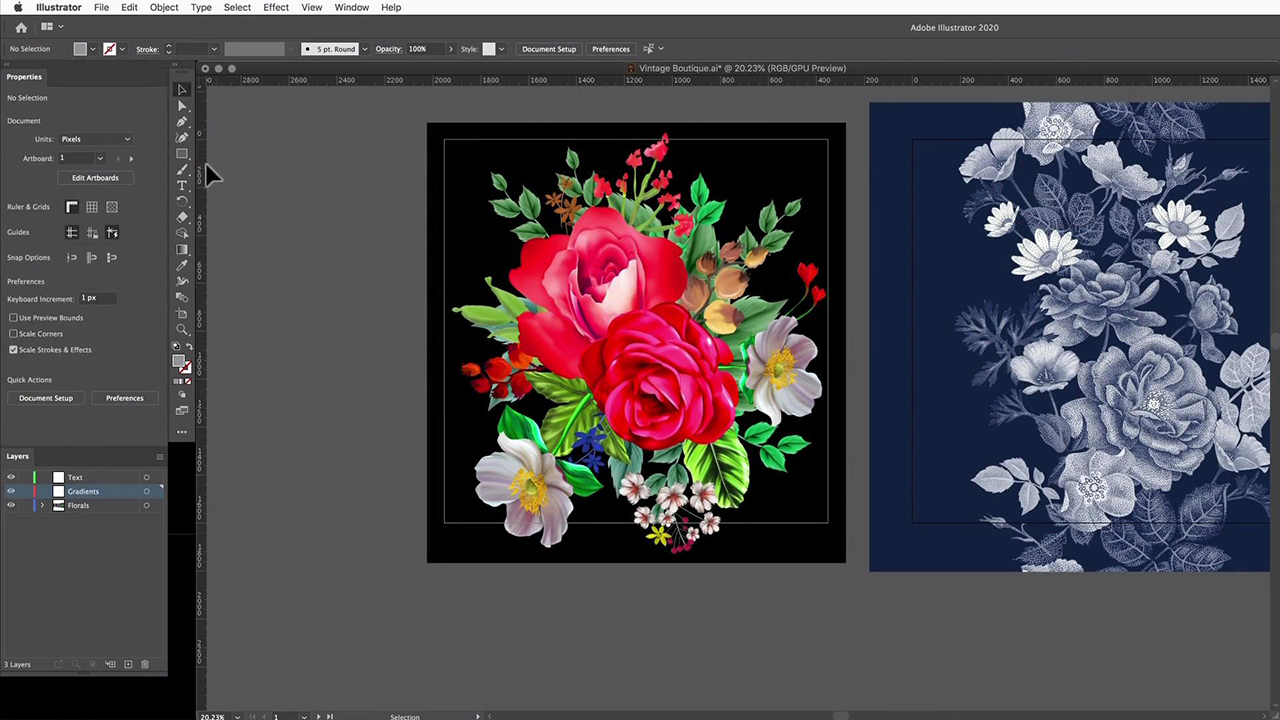 Illustrator File Edit Object Type Select Effect View Window Help
Adobe Illustrator 2020
No Selection Stroke: 5 pt. Round Opacity: 100% Style: Document Setup Preferences
Properties
Vintage Boutique.ai* @ 20.23% (RGB/GPU Preview)
2800 2600 2400 2200 2000 1800 1600 1400 1200 1000 800 600 400 200 0 200 400 600 800 1000 1200 1400
No Selection
Document
Units: Pixels
Artboard: 1
Edit Artboards
Ruler & Grids
Guides
Snap Options
Preferences
Keyboard Increment: 1 px
Use Preview Bounds
Scale Corners
Scale Strokes & Effects
Quick Actions
Document Setup Preferences
Layers
Text
Gradients
Florals
3 Layers
20.23% 1 Selection